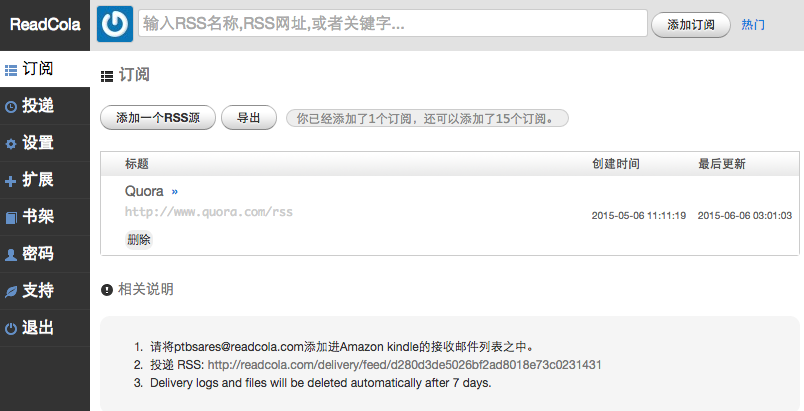 ReadCola
输入RSS名称,RSS网址,或者关键字...
添加订阅
热门
订阅
投递
设置
扩展
书架
密码
支持
退出
订阅
添加一个RSS源
导出
你已经添加了1个订阅，还可以添加了15个订阅。
标题 创建时间 最后更新
Quora »
http://www.quora.com/rss
2015-05-06 11:11:19 2015-06-06 03:01:03
删除
相关说明
1. 请将ptbsares@readcola.com添加进Amazon kindle的接收邮件列表之中。
2. 投递 RSS: http://readcola.com/delivery/feed/d280d3de5026bf2ad8018e73c0231431
3. Delivery logs and files will be deleted automatically after 7 days.